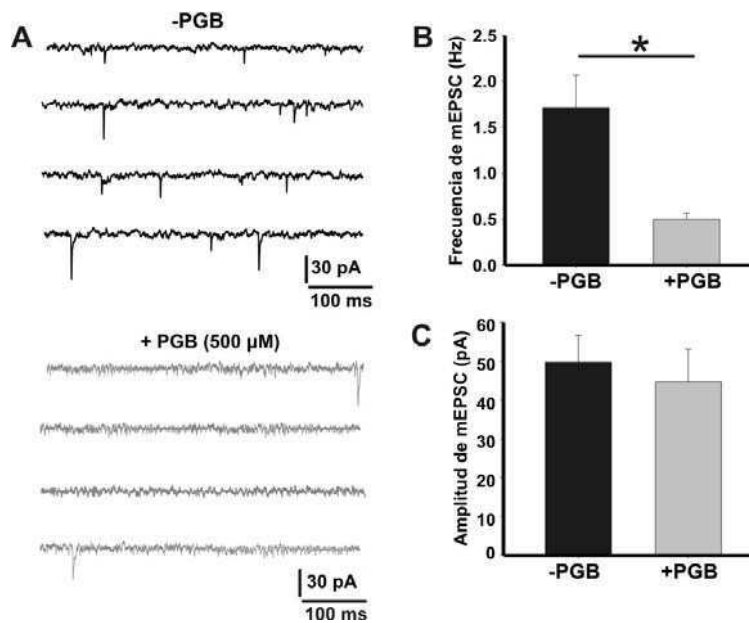 A
-PGB
30 pA
100 ms
+ PGB (500 µM)
30 pA
100 ms
B
Frecuencia de mEPSC (Hz)
2.5
2.0
1.5
1.0
0.5
0.0
*
-PGB
+PGB
C
Amplitud de mEPSC (pA)
60
50
40
30
20
10
0
-PGB
+PGB